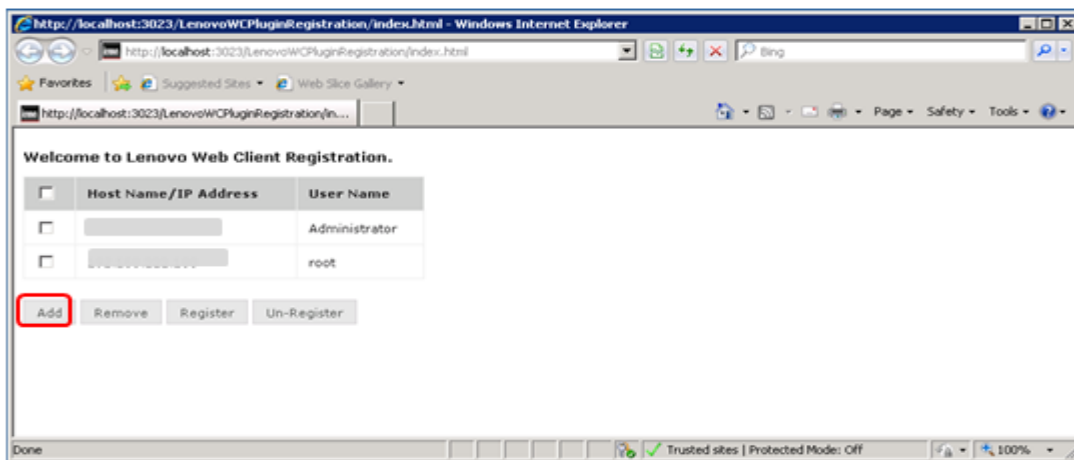 http://localhost:3023/LenovoWCPluginRegistration/index.html - Windows Internet Explorer
http://localhost:3023/LenovoWCPluginRegistration/index.html
Bing
Favorites Suggested Sites Web Slice Gallery
http://localhost:3023/LenovoWCPluginRegistration/in... Page Safety Tools
Welcome to Lenovo Web Client Registration.
Host Name/IP Address User Name
Administrator
root
Add Remove Register Un-Register
Done Trusted sites | Protected Mode: Off 100%